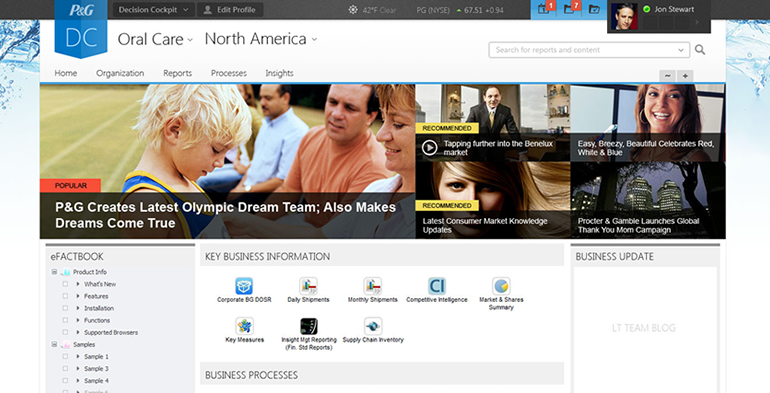 P&G
Decision Cockpit
Edit Profile
42°F Clear
PG (NYSE) 67.51 +0.94
1
7
Jon Stewart
DC
Oral Care
North America
Search for reports and content
Home
Organization
Reports
Processes
Insights
POPULAR
P&G Creates Latest Olympic Dream Team; Also Makes
Dreams Come True
RECOMMENDED
Tapping further into the Benelux
market
Easy, Breezy, Beautiful Celebrates Red,
White & Blue
RECOMMENDED
Latest Consumer Market Knowledge
Updates
Procter & Gamble Launches Global
Thank You Mom Campaign
eFACTBOOK
Product Info
What's New
Features
Installation
Functions
Supported Browsers
Samples
Sample 1
Sample 3
Sample 4
KEY BUSINESS INFORMATION
Corporate BG DDSR
Daily Shipments
Monthly Shipments
CI
Competitive Intelligence
Market & Shares
Summary
Key Measures
Insight Mgt Reporting
(Fin. Std Reports)
Supply Chain Inventory
BUSINESS PROCESSES
BUSINESS UPDATE
LT TEAM BLOG